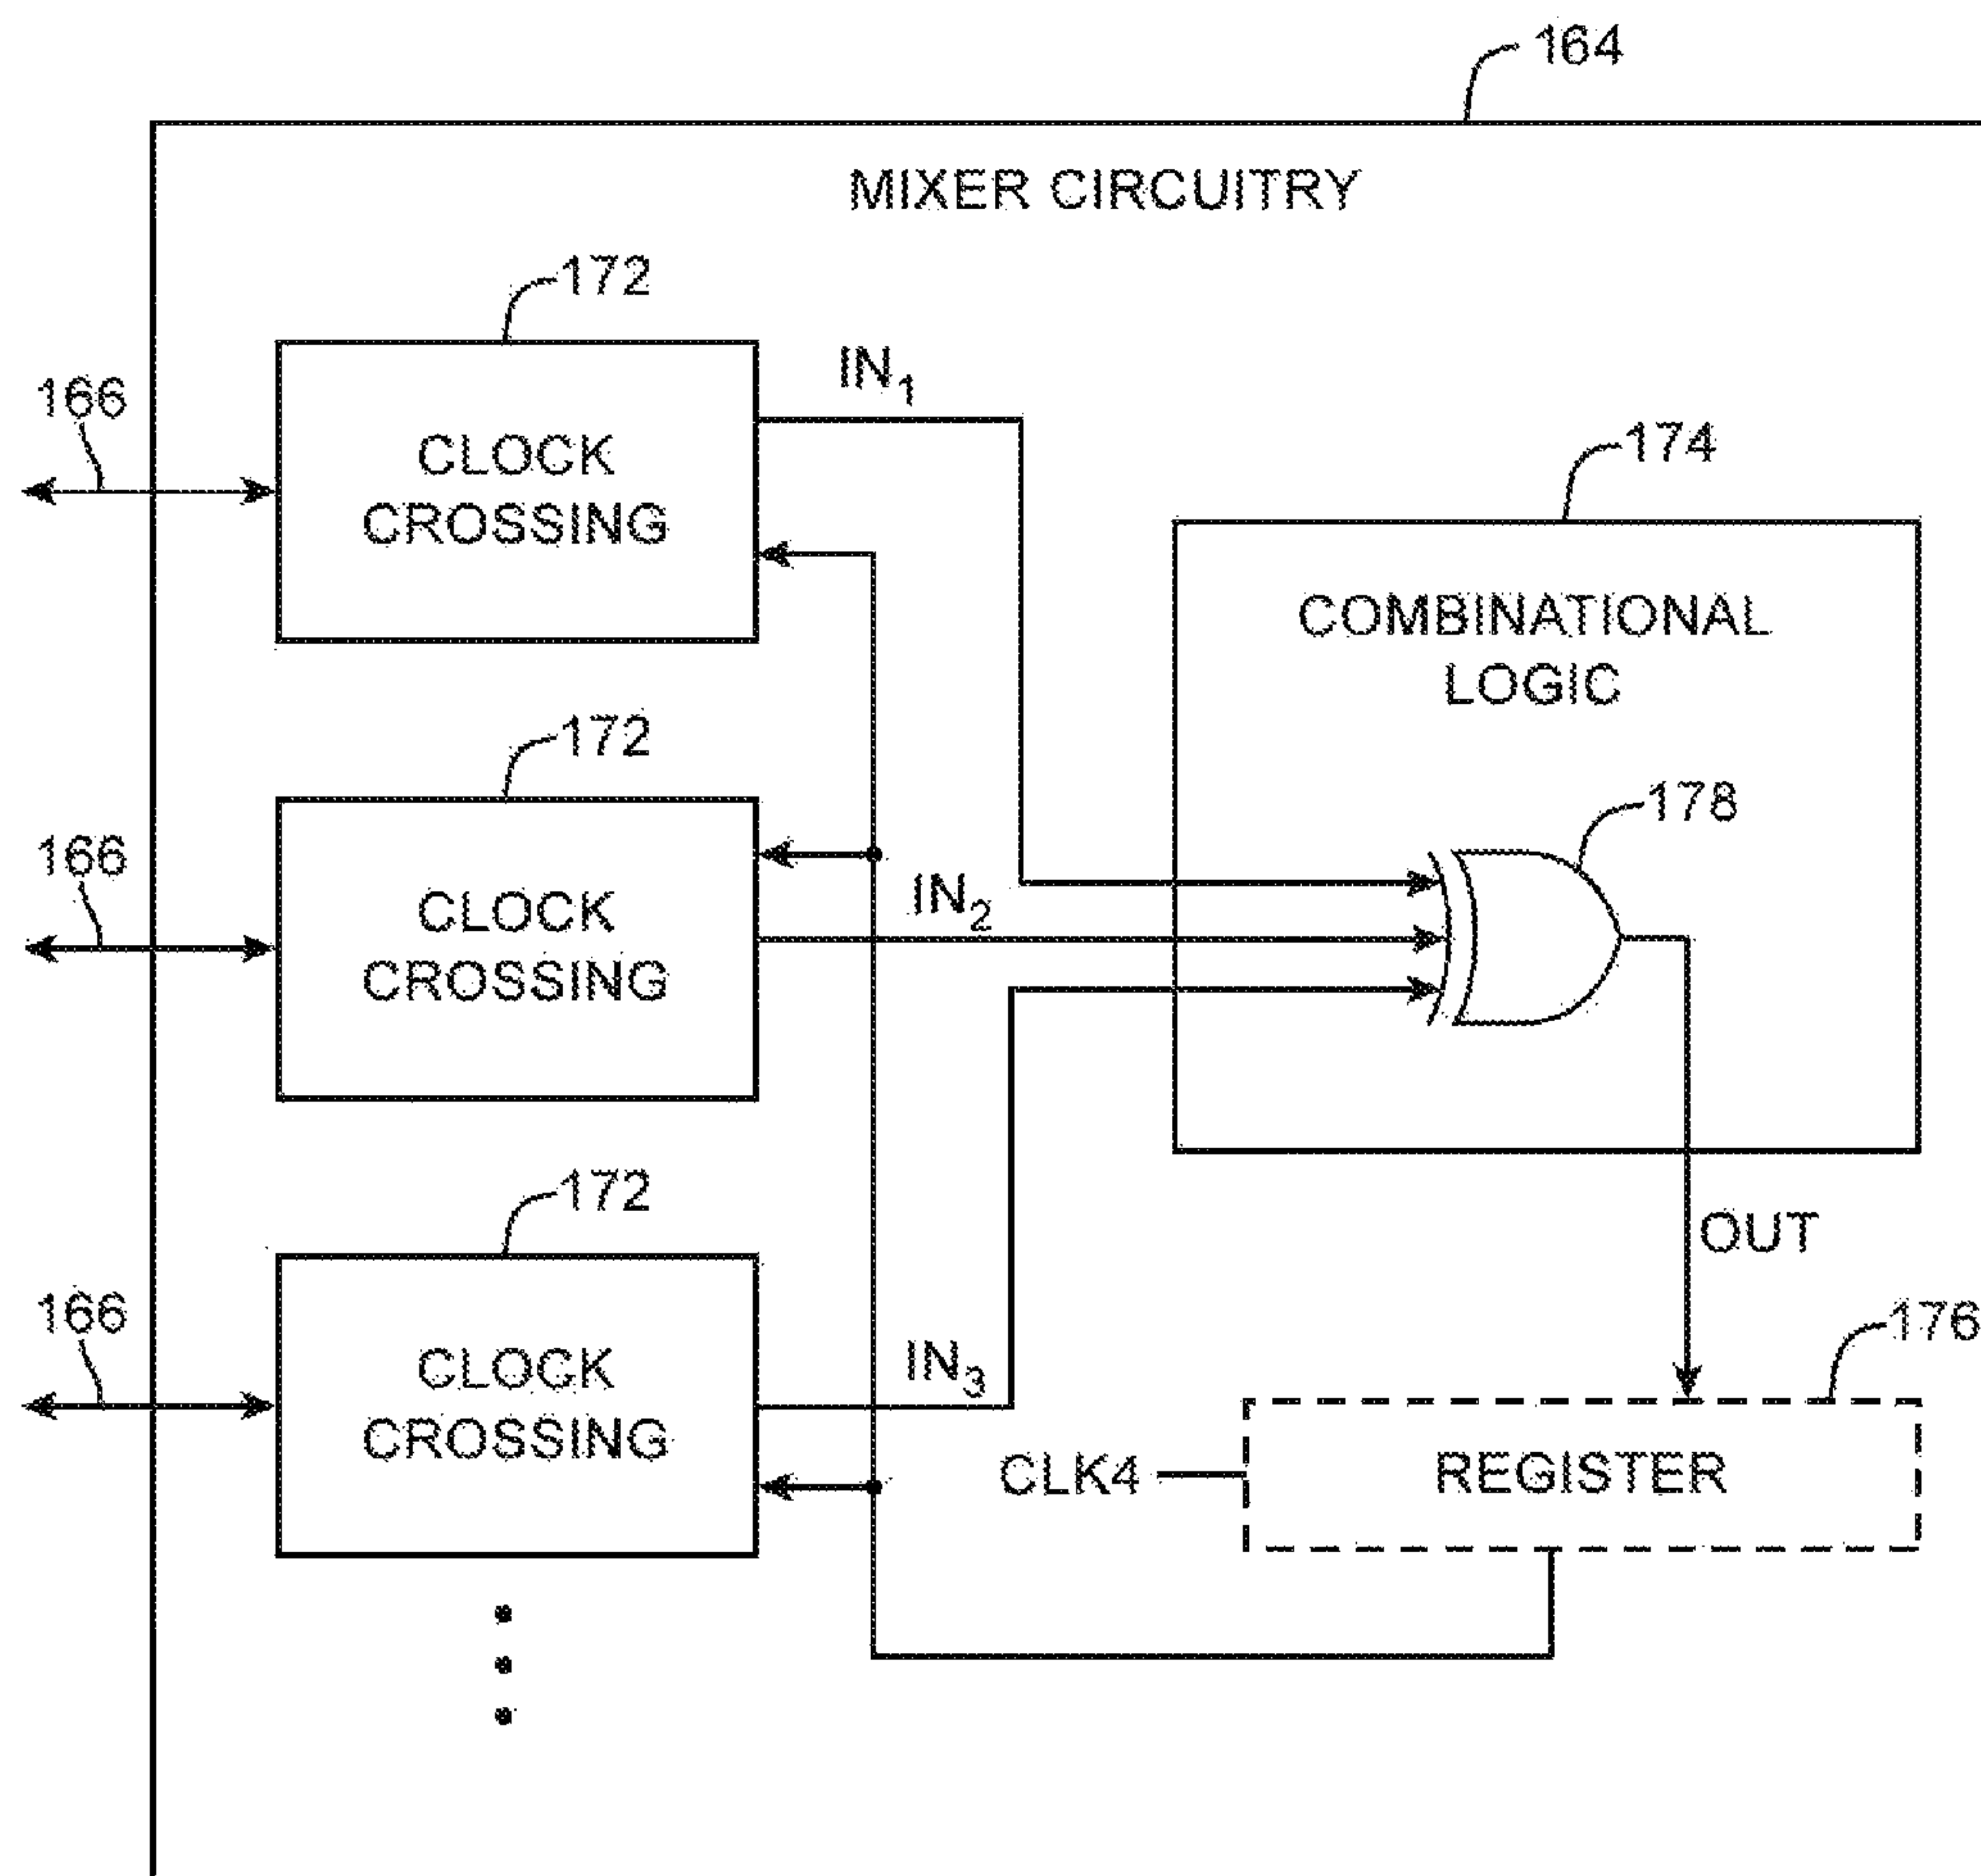 164
MIXER CIRCUITRY
172
IN₁
166
CLOCK
CROSSING
174
COMBINATIONAL
LOGIC
172
178
166
CLOCK
CROSSING
IN₂
172
OUT
166
CLOCK
CROSSING
IN₃
176
CLK4
REGISTER